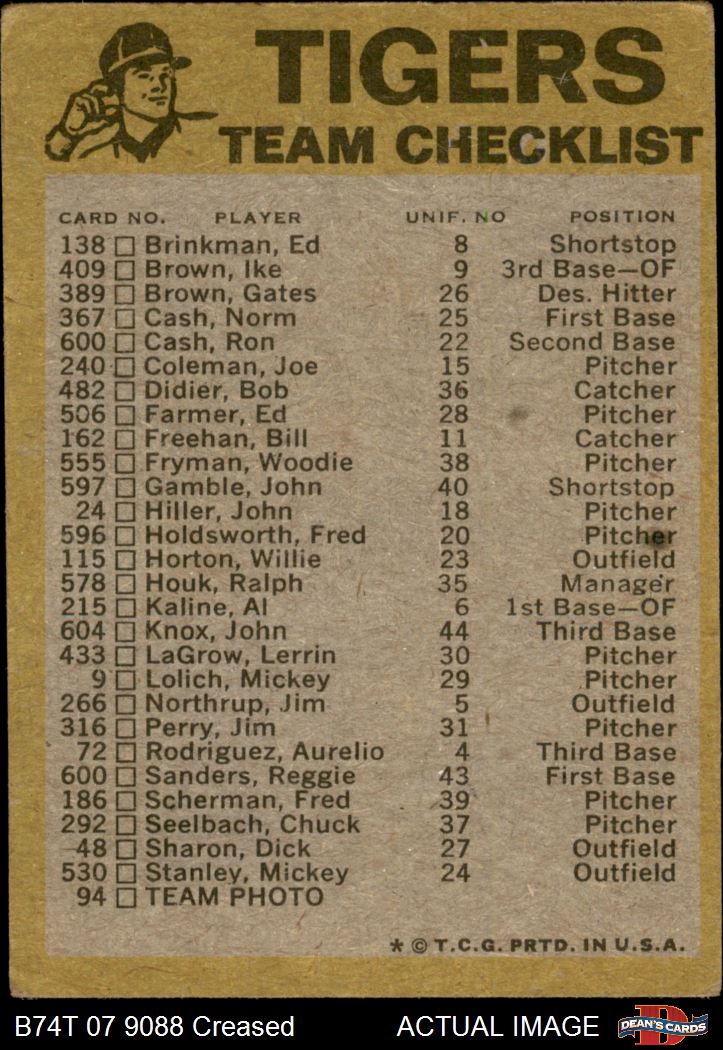 TIGERS
TEAM CHECKLIST
CARD NO. PLAYER UNIF. NO POSITION
138 □ Brinkman, Ed 8 Shortstop
409 □ Brown, Ike 9 3rd Base—OF
389 □ Brown, Gates 26 Des. Hitter
367 □ Cash, Norm 25 First Base
600 □ Cash, Ron 22 Second Base
240 □ Coleman, Joe 15 Pitcher
482 □ Didier, Bob 36 Catcher
506 □ Farmer, Ed 28 Pitcher
162 □ Freehan, Bill 11 Catcher
555 □ Fryman, Woodie 38 Pitcher
597 □ Gamble, John 40 Shortstop
24 □ Hiller, John 18 Pitcher
596 □ Holdsworth, Fred 20 Pitcher
115 □ Horton, Willie 23 Outfield
578 □ Houk, Ralph 35 Manager
215 □ Kaline, Al 6 1st Base—OF
604 □ Knox, John 44 Third Base
433 □ LaGrow, Lerrin 30 Pitcher
9 □ Lolich, Mickey 29 Pitcher
266 □ Northrup, Jim 5 Outfield
316 □ Perry, Jim 31 Pitcher
72 □ Rodriguez, Aurelio 4 Third Base
600 □ Sanders, Reggie 43 First Base
186 □ Scherman, Fred 39 Pitcher
292 □ Seelbach, Chuck 37 Pitcher
48 □ Sharon, Dick 27 Outfield
530 □ Stanley, Mickey 24 Outfield
94 □ TEAM PHOTO
* © T.C.G. PRTD. IN U.S.A.
B74T 07 9088 Creased ACTUAL IMAGE DEAN'S CARDS